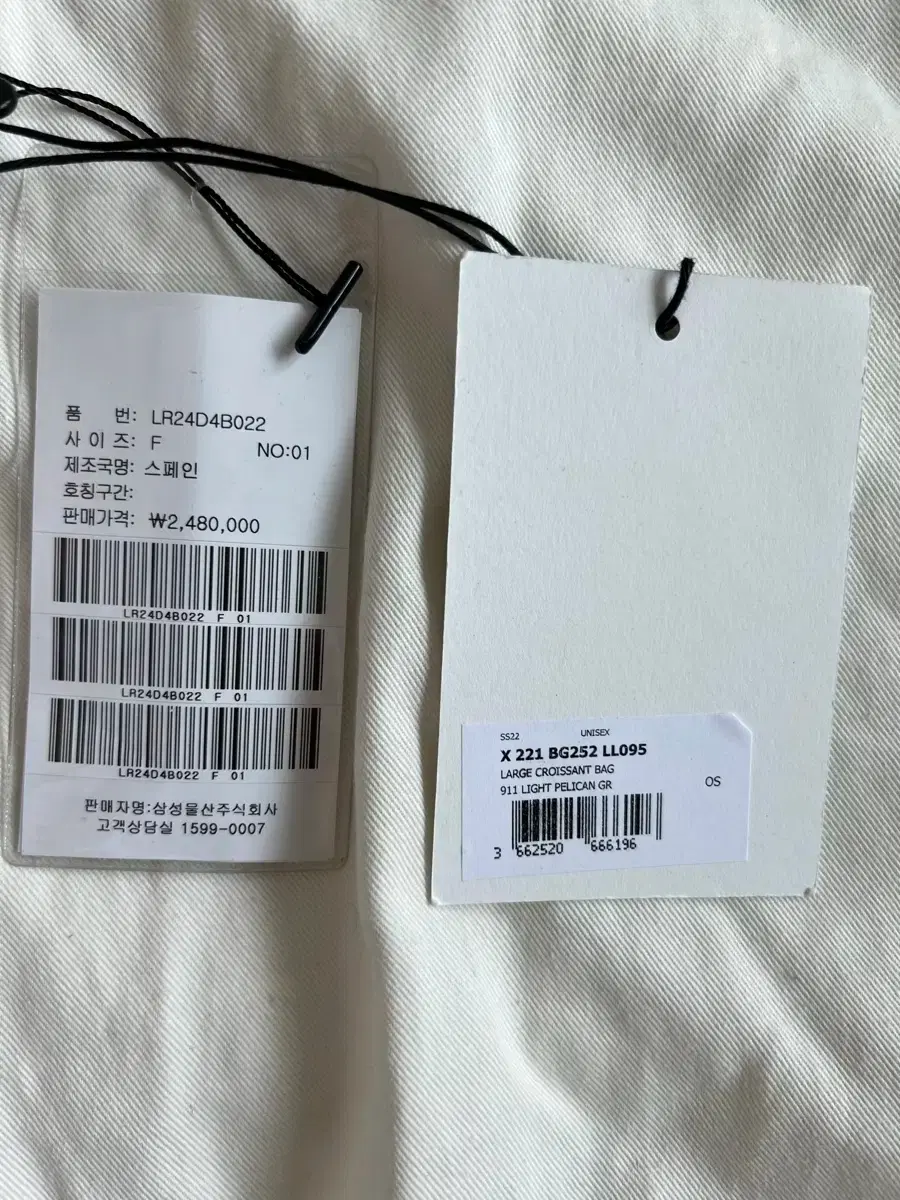 품 번: LR24D4B022
사 이 즈: F NO:01
제조국명: 스페인
호칭구간:
판매가격: ₩2,480,000
LR24D4B022 F 01
LR24D4B022 F 01
LR24D4B022 F 01
판매자명:삼성물산주식회사
고객상담실 1599-0007
SS22 UNISEX
X 221 BG252 LL095
LARGE CROISSANT BAG
911 LIGHT PELICAN GR OS
3 662520 666196